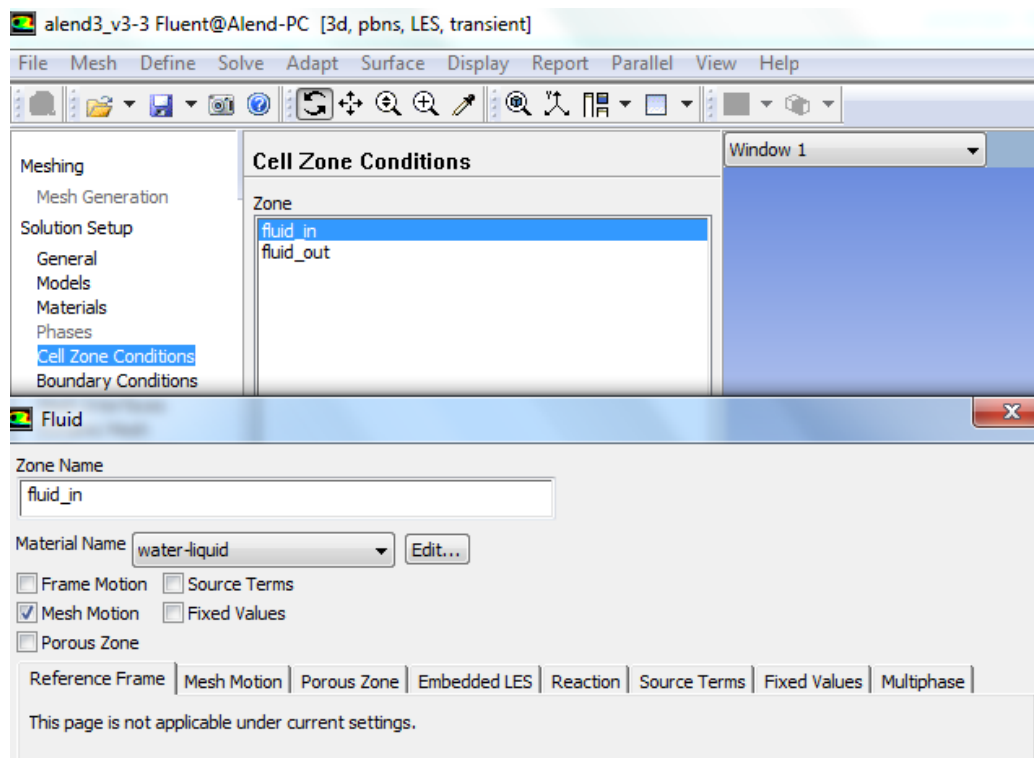 alend3_v3-3 Fluent@Alend-PC [3d, pbns, LES, transient]
File Mesh Define Solve Adapt Surface Display Report Parallel View Help
Meshing
Mesh Generation
Solution Setup
General
Models
Materials
Phases
Cell Zone Conditions
Boundary Conditions
Cell Zone Conditions
Zone
fluid_in
fluid_out
Window 1
Fluid
Zone Name
fluid_in
Material Name water-liquid Edit...
Frame Motion Source Terms
Mesh Motion Fixed Values
Porous Zone
Reference Frame Mesh Motion Porous Zone Embedded LES Reaction Source Terms Fixed Values Multiphase
This page is not applicable under current settings.